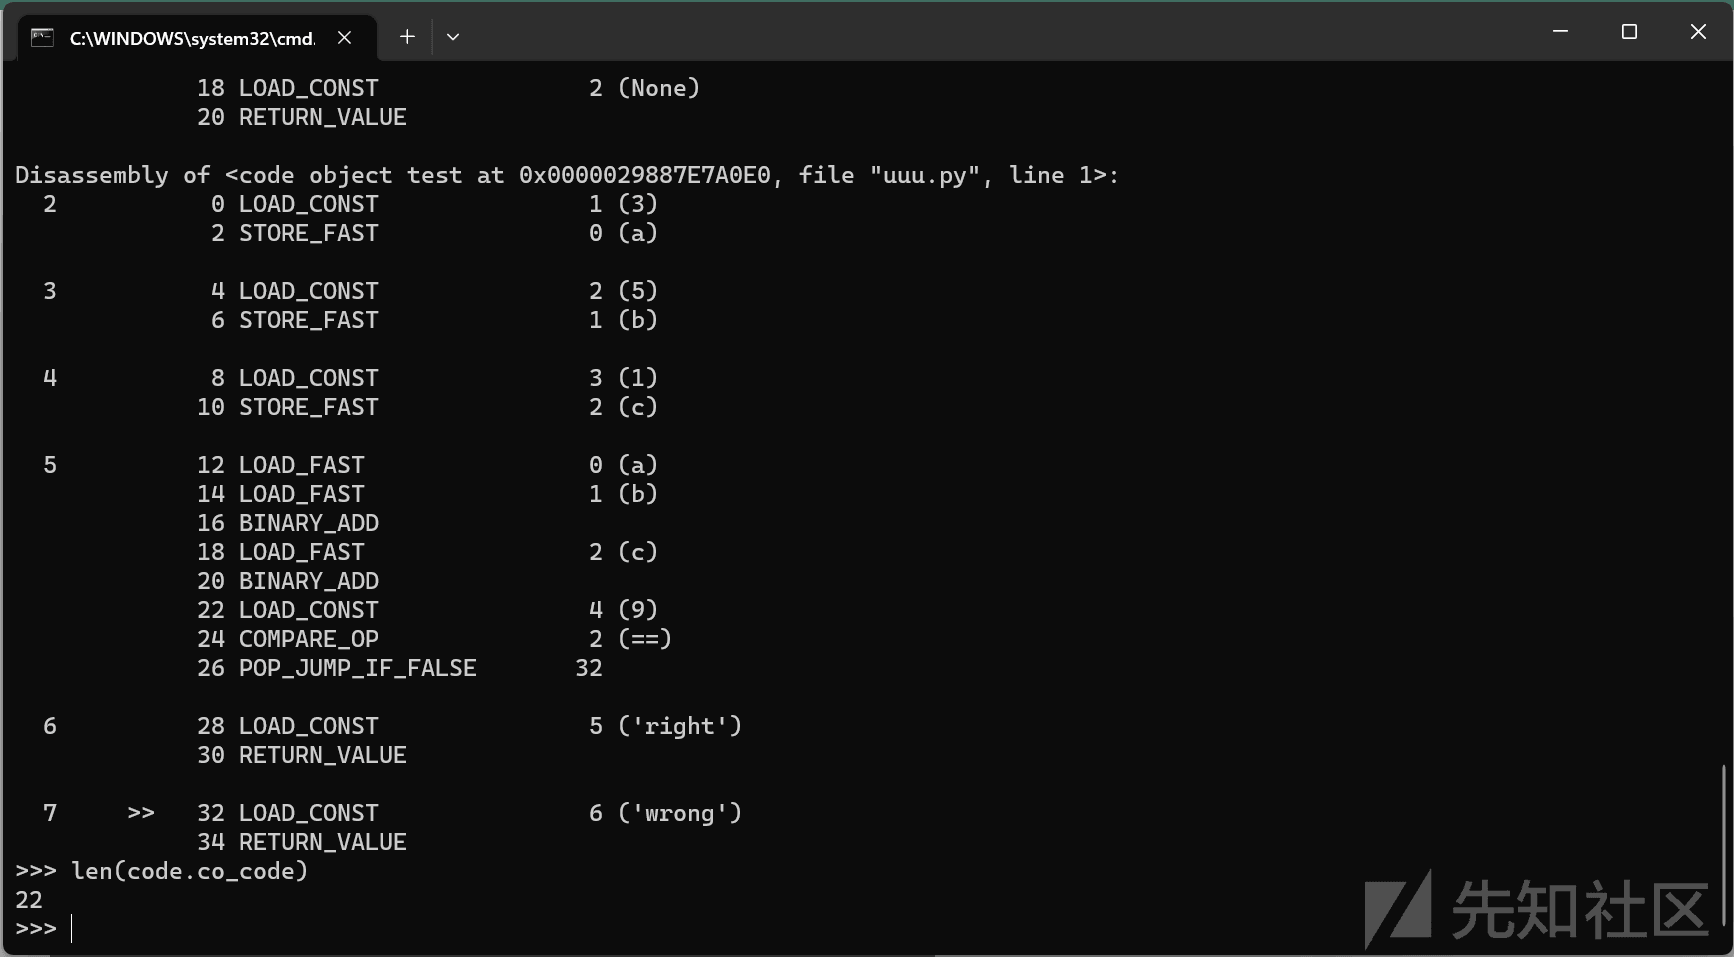 C:\WINDOWS\system32\cmd.
18 LOAD_CONST 2 (None)
20 RETURN_VALUE
Disassembly of <code object test at 0x0000029887E7A0E0, file "uuu.py", line 1>:
2 0 LOAD_CONST 1 (3)
2 STORE_FAST 0 (a)
3 4 LOAD_CONST 2 (5)
6 STORE_FAST 1 (b)
4 8 LOAD_CONST 3 (1)
10 STORE_FAST 2 (c)
5 12 LOAD_FAST 0 (a)
14 LOAD_FAST 1 (b)
16 BINARY_ADD
18 LOAD_FAST 2 (c)
20 BINARY_ADD
22 LOAD_CONST 4 (9)
24 COMPARE_OP 2 (==)
26 POP_JUMP_IF_FALSE 32
6 28 LOAD_CONST 5 ('right')
30 RETURN_VALUE
7 >> 32 LOAD_CONST 6 ('wrong')
34 RETURN_VALUE
>>> len(code.co_code)
22
>>>
先知社区